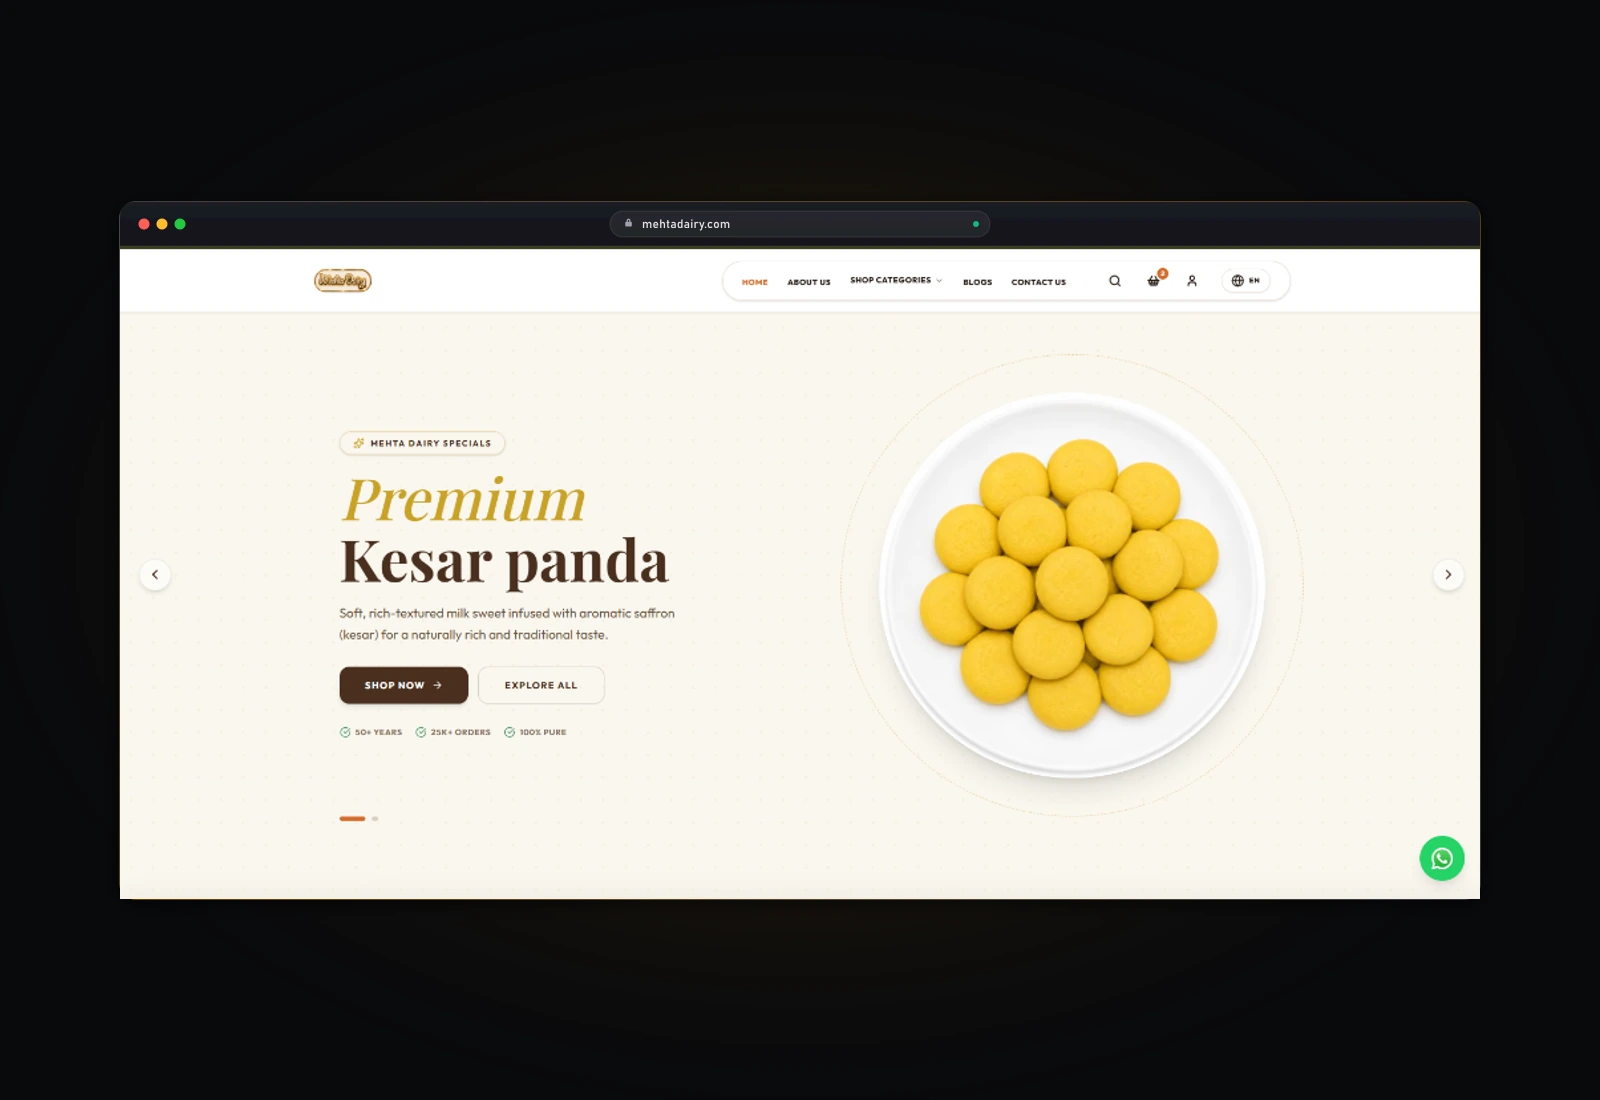 mehtadairy.com
Mehta Dairy
HOME ABOUT US SHOP CATEGORIES BLOGS CONTACT US EN
MEHTA DAIRY SPECIALS
Premium
Kesar panda
Soft, rich-textured milk sweet infused with aromatic saffron
(kesar) for a naturally rich and traditional taste.
SHOP NOW → EXPLORE ALL
50+ YEARS 25K+ ORDERS 100% PURE